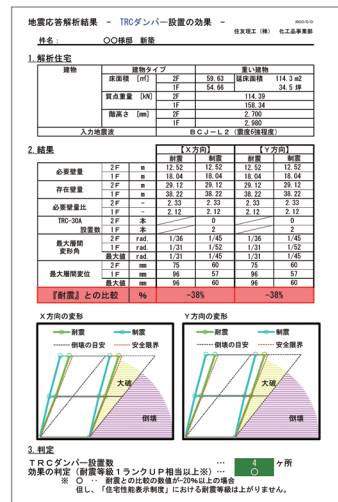 地震応答解析結果 - TRCダンパー設置の効果 -
住友理工(株) 化工品事業部
件名: 〇〇様邸 新築
1. 解析住宅
建物 建物タイプ 重い建物
床面積 [㎡] 2F 59.63 延床面積 114.3 m2
1F 54.66 34.5 坪
質点重量 [kN] 2F 114.39
1F 158.34
階高さ [mm] 2F 2,700
1F 2,980
入力地震波 BCJ-L2 (震度6強程度)
2. 結果
【X方向】 【Y方向】
耐震 制震 耐震 制震
必要壁量 2F m 12.52 12.52 12.52 12.52
1F m 18.04 18.04 18.04 18.04
存在壁量 2F m 29.12 29.12 29.12 29.12
1F m 38.22 38.22 38.22 38.22
必要壁量比 2F - 2.33 2.33 2.33 2.33
1F - 2.12 2.12 2.12 2.12
TRC-30A 設置数 2F 本 0 0
1F 本 2 2
最大層間変形角 2F rad. 1/36 1/45 1/36 1/45
1F rad. 1/31 1/52 1/31 1/52
最大値 rad. 1/31 1/45 1/31 1/45
最大層間変位 2F mm 75 60 75 60
1F mm 96 57 96 57
最大値 mm 96 60 96 60
『耐震』との比較 % -38% -38%
X方向の変形 Y方向の変形
耐震 制震 耐震 制震
倒壊の目安 安全限界 倒壊の目安 安全限界
大破 大破
倒壊 倒壊
3. 判定
TRCダンパー設置数 … 4 ヶ所
効果の判定(耐震等級1ランクUP相当以上※) … 〇
※ 〇 ‥ 耐震との比較の数値が-20%以上の場合
但し、「住宅性能表示制度」における耐震等級は上がりません。